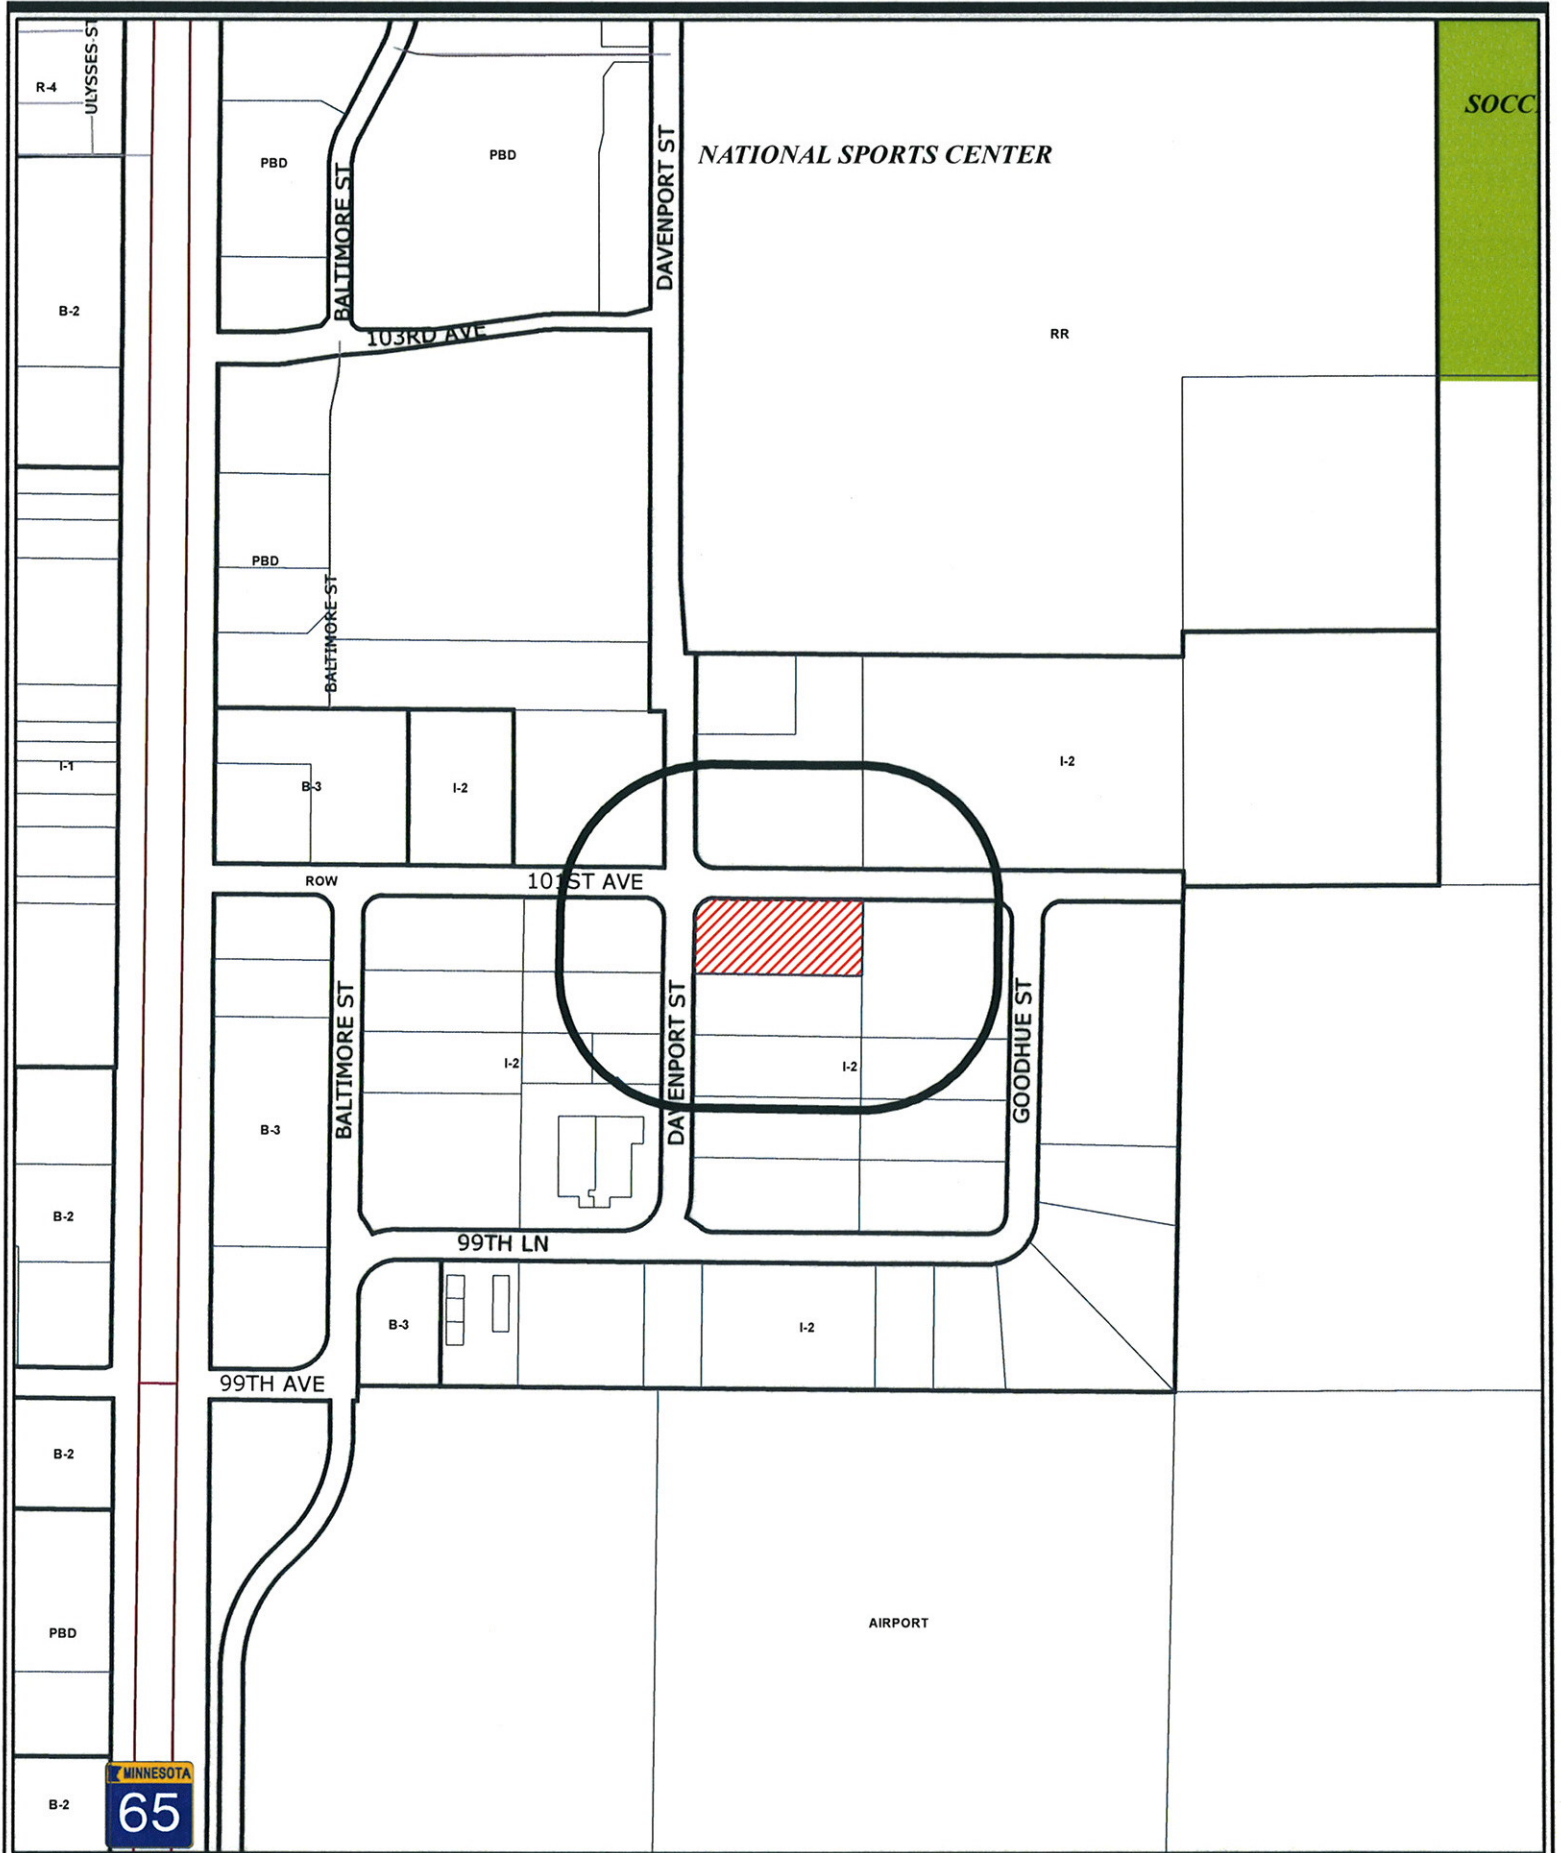 ULYSSES ST
R-4
SOCC
PBD
PBD
NATIONAL SPORTS CENTER
BALTIMORE ST
DAVENPORT ST
B-2
103RD AVE
RR
PBD
BALTIMORE ST
I-1
B-3
I-2
I-2
ROW
101ST AVE
BALTIMORE ST
DAVENPORT ST
GOODHUE ST
I-2
I-2
B-3
B-2
99TH LN
B-3
I-2
99TH AVE
B-2
PBD
AIRPORT
MINNESOTA
65
B-2